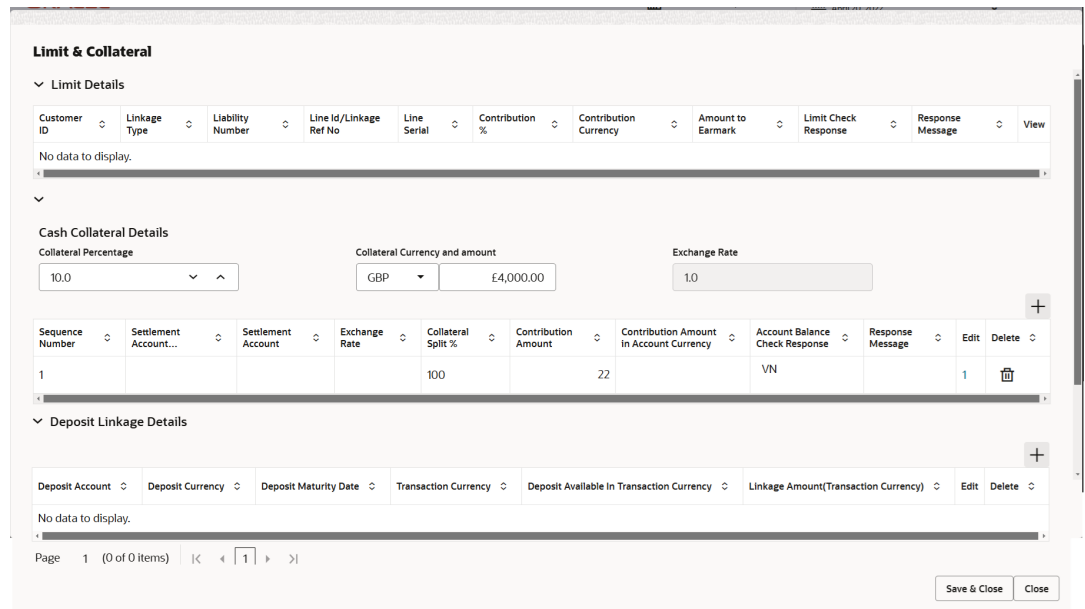 Limit & Collateral
Limit Details
Customer ID Linkage Type Liability Number Line Id/Linkage Ref No Line Serial Contribution % Contribution Currency Amount to Earmark Limit Check Response Response Message View
No data to display.
Cash Collateral Details
Collateral Percentage Collateral Currency and amount Exchange Rate
10.0 GBP £4,000.00 1.0
Sequence Number Settlement Account... Settlement Account Exchange Rate Collateral Split % Contribution Amount Contribution Amount in Account Currency Account Balance Check Response Response Message Edit Delete
1 100 22 VN 1
Deposit Linkage Details
Deposit Account Deposit Currency Deposit Maturity Date Transaction Currency Deposit Available In Transaction Currency Linkage Amount(Transaction Currency) Edit Delete
No data to display.
Page 1 (0 of 0 items) 1
Save & Close Close